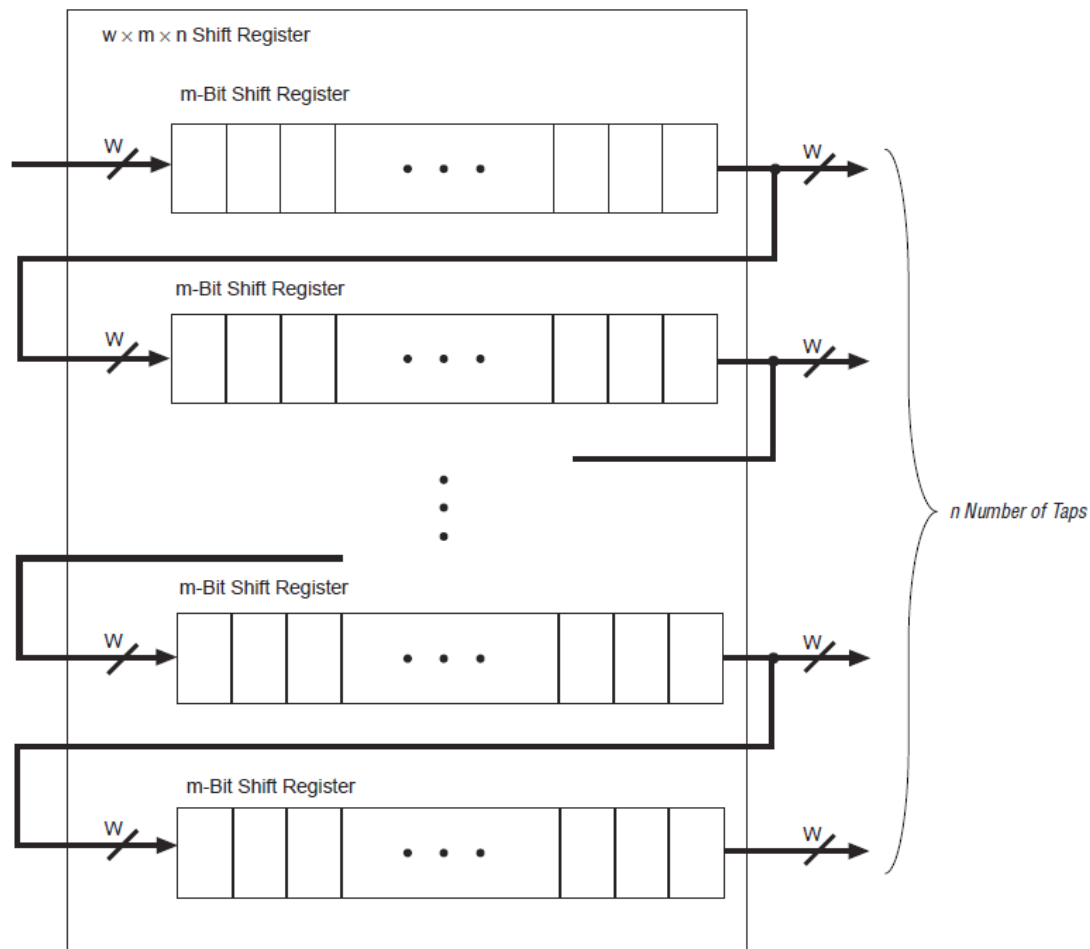 w × m × n Shift Register
m-Bit Shift Register
W
W
m-Bit Shift Register
W
W
n Number of Taps
m-Bit Shift Register
W
W
m-Bit Shift Register
W
W